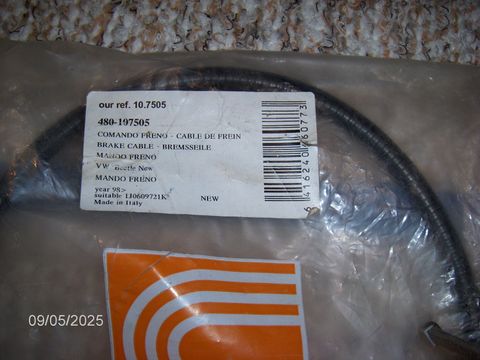 our ref. 10.7505
480-197505
COMANDO FRENO - CABLE DE FREIN
BRAKE CABLE - BREMSSEILE
MANDO FRENO
VW Beetle New
MANDO FRENO
year 98>
suitable 1J0609721K
Made in Italy
NEW
6416240460773
09/05/2025